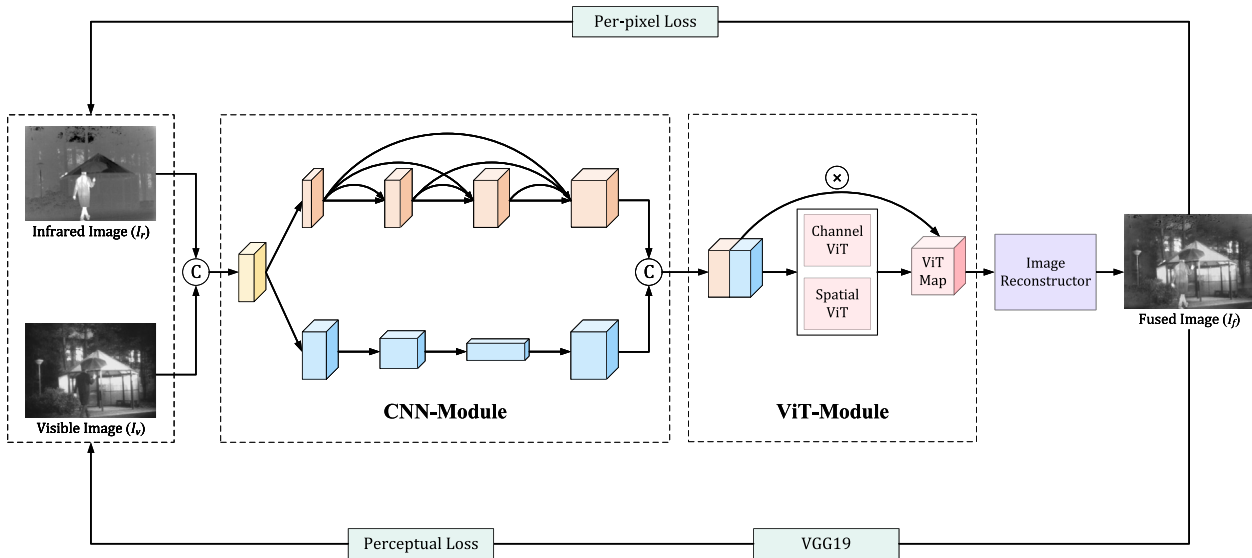 Per-pixel Loss
Infrared Image (Iᵣ)
C
Visible Image (Iᵥ)
C
CNN-Module
×
Channel
ViT
Spatial
ViT
ViT
Map
ViT-Module
Image
Reconstructor
Fused Image (I_f)
Perceptual Loss
VGG19